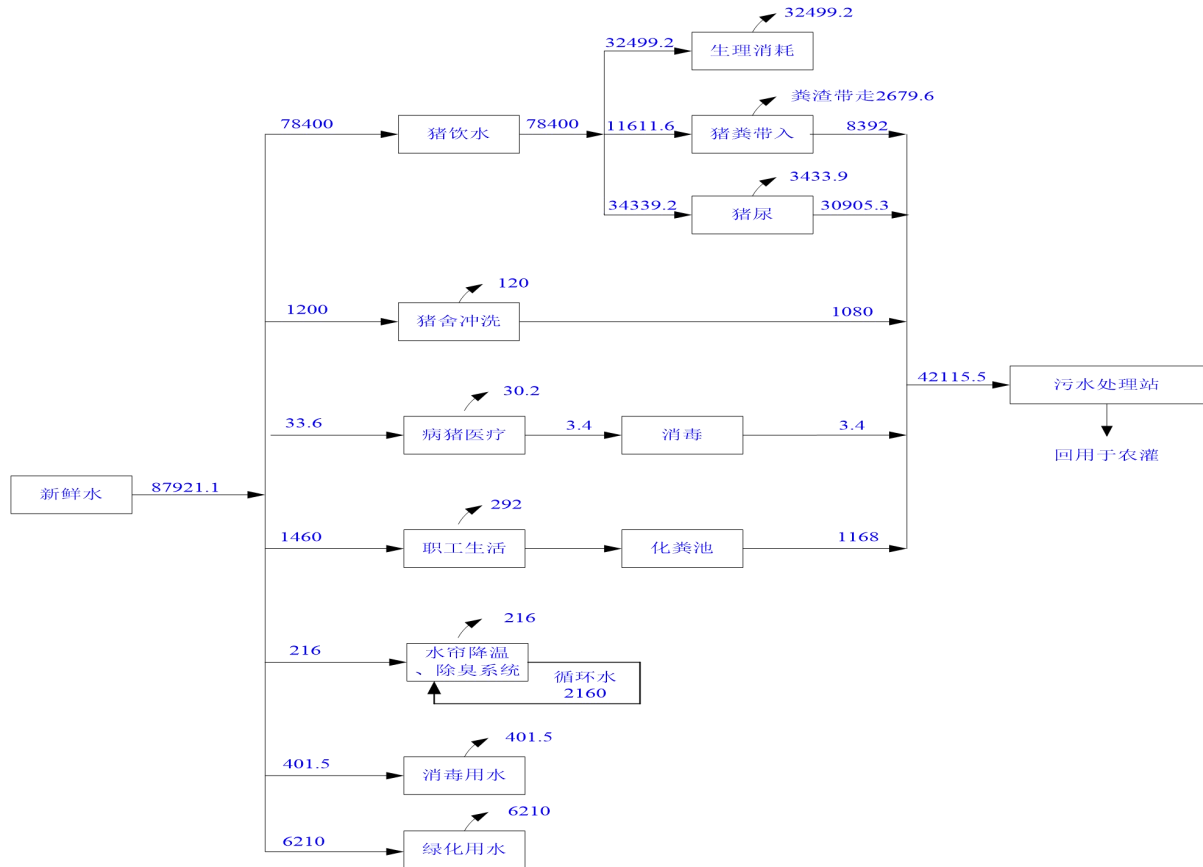 32499.2
32499.2
生理消耗
粪渣带走2679.6
78400
猪饮水
78400
11611.6
猪粪带入
8392
3433.9
34339.2
猪尿
30905.3
120
1200
猪舍冲洗
1080
42115.5
污水处理站
回用于农灌
30.2
33.6
病猪医疗
3.4
消毒
3.4
新鲜水
87921.1
292
1460
职工生活
化粪池
1168
216
216
水帘降温
、除臭系统
循环水
2160
401.5
401.5
消毒用水
6210
6210
绿化用水